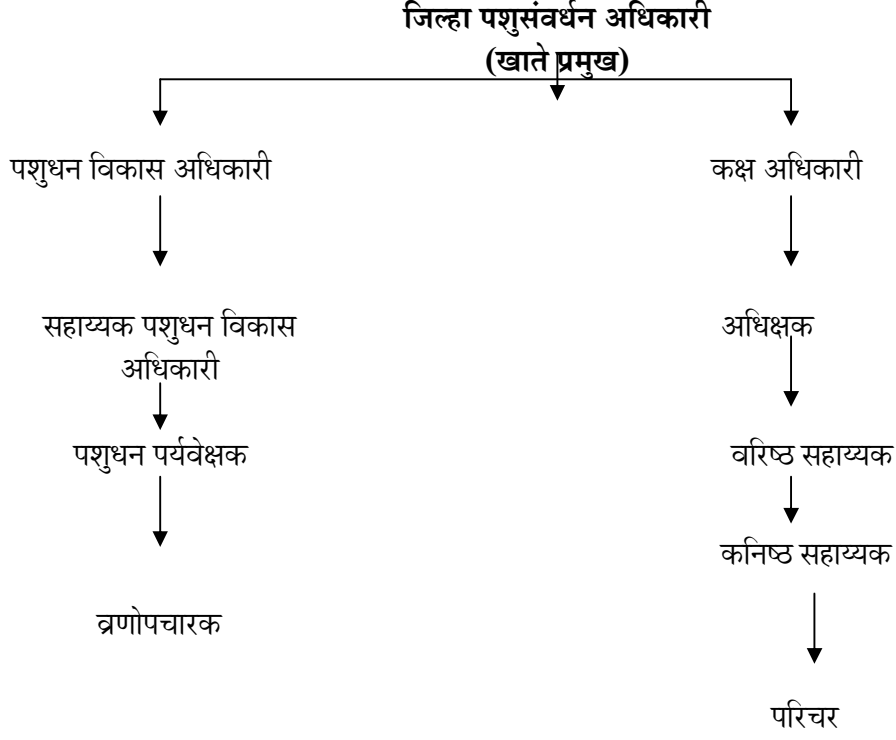 जिल्हा पशुसंवर्धन अधिकारी
(खाते प्रमुख)
पशुधन विकास अधिकारी
कक्ष अधिकारी
सहाय्यक पशुधन विकास
अधिकारी
अधिक्षक
पशुधन पर्यवेक्षक
वरिष्ठ सहाय्यक
कनिष्ठ सहाय्यक
व्रणोपचारक
परिचर